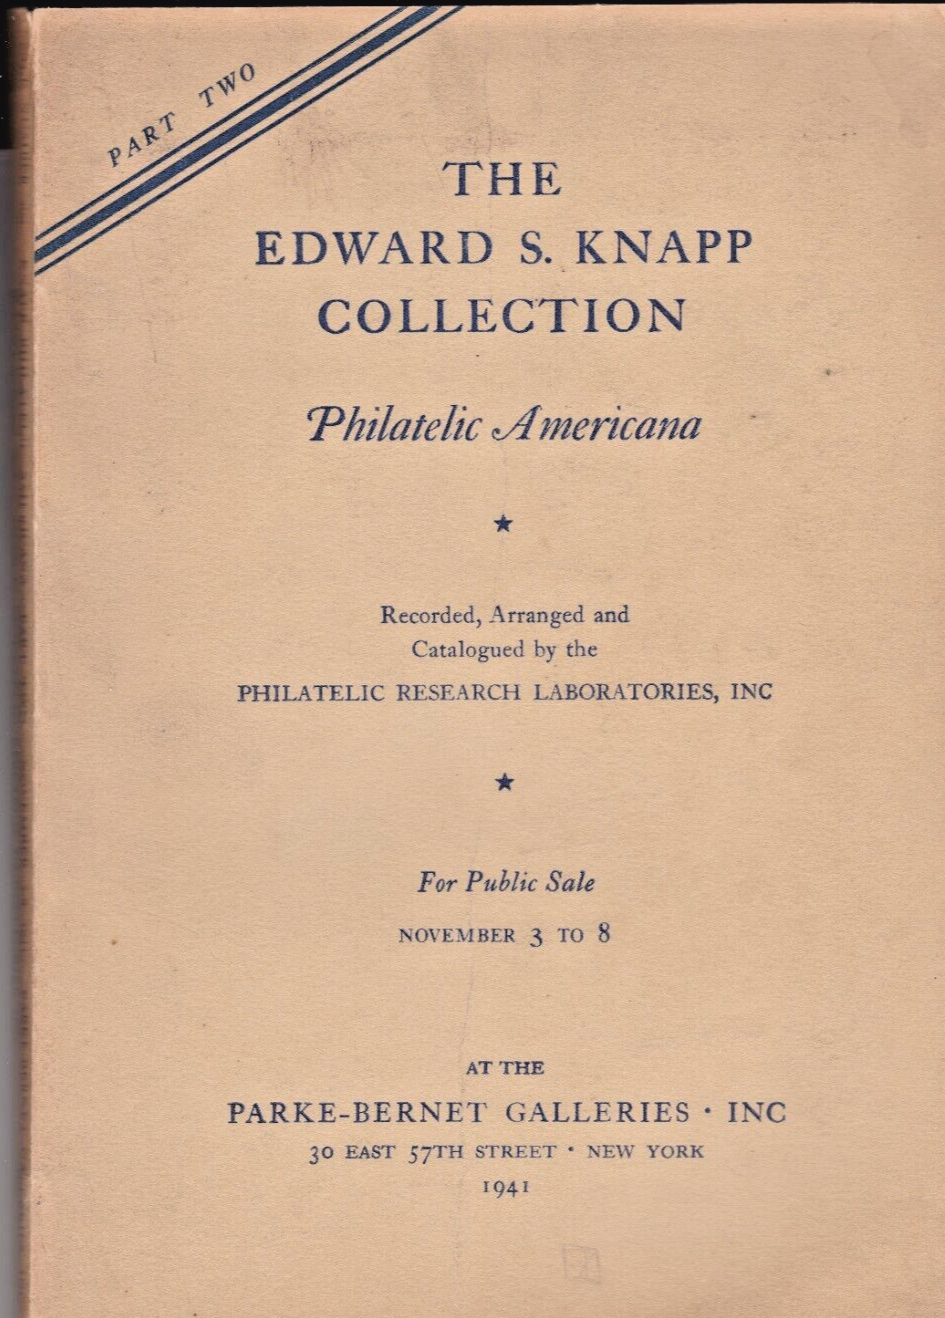 PART TWO
THE
EDWARD S. KNAPP
COLLECTION
Philatelic Americana
Recorded, Arranged and
Catalogued by the
PHILATELIC RESEARCH LABORATORIES, INC
For Public Sale
NOVEMBER 3 TO 8
AT THE
PARKE-BERNET GALLERIES · INC
30 EAST 57TH STREET · NEW YORK
1941